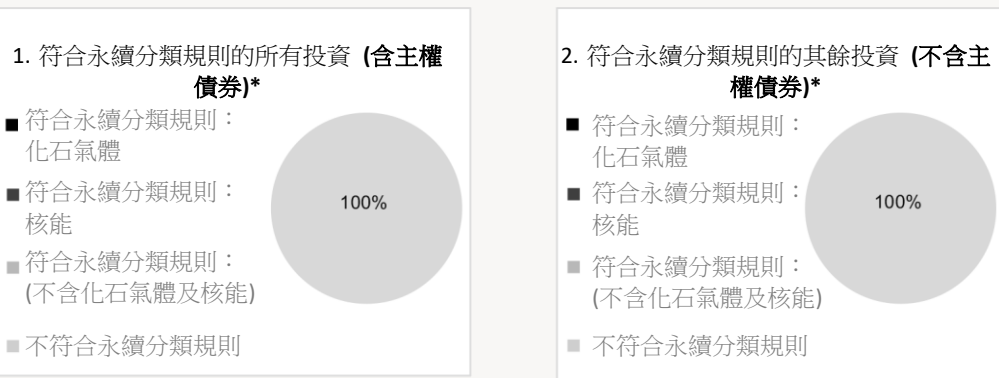 1. 符合永續分類規則的所有投資 (含主權
債券)*
符合永續分類規則：
化石氣體
符合永續分類規則：
核能
符合永續分類規則：
(不含化石氣體及核能)
不符合永續分類規則
100%
2. 符合永續分類規則的其餘投資 (不含主
權債券)*
符合永續分類規則：
化石氣體
符合永續分類規則：
核能
符合永續分類規則：
(不含化石氣體及核能)
不符合永續分類規則
100%